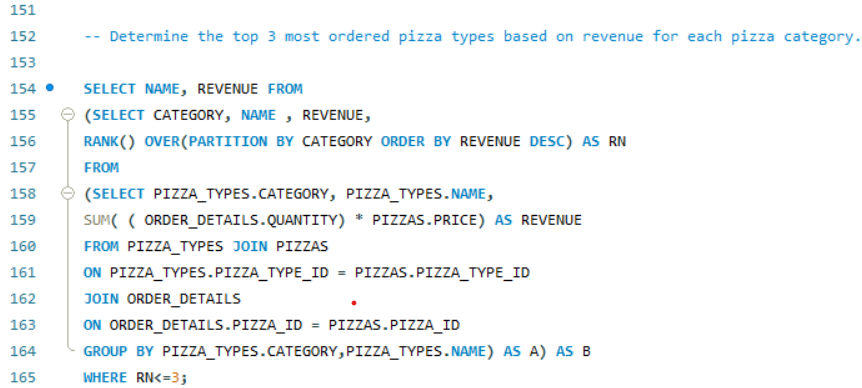 151
152 -- Determine the top 3 most ordered pizza types based on revenue for each pizza category.
153
154 SELECT NAME, REVENUE FROM
155 (SELECT CATEGORY, NAME , REVENUE,
156 RANK() OVER(PARTITION BY CATEGORY ORDER BY REVENUE DESC) AS RN
157 FROM
158 (SELECT PIZZA_TYPES.CATEGORY, PIZZA_TYPES.NAME,
159 SUM( ( ORDER_DETAILS.QUANTITY) * PIZZAS.PRICE) AS REVENUE
160 FROM PIZZA_TYPES JOIN PIZZAS
161 ON PIZZA_TYPES.PIZZA_TYPE_ID = PIZZAS.PIZZA_TYPE_ID
162 JOIN ORDER_DETAILS
163 ON ORDER_DETAILS.PIZZA_ID = PIZZAS.PIZZA_ID
164 GROUP BY PIZZA_TYPES.CATEGORY,PIZZA_TYPES.NAME) AS A) AS B
165 WHERE RN<=3;